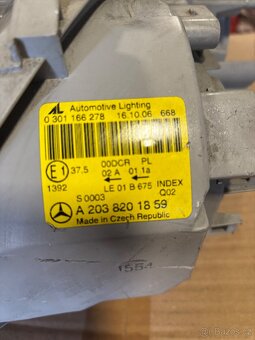 AL Automotive Lighting
0 301 166 278 16.10.06 668
00DCR PL
E1 37,5 02 A 01 1a
1392 LE 01 B 675 INDEX
Q02
S 0003
A 203 820 18 59
Made in Czech Republic
1584